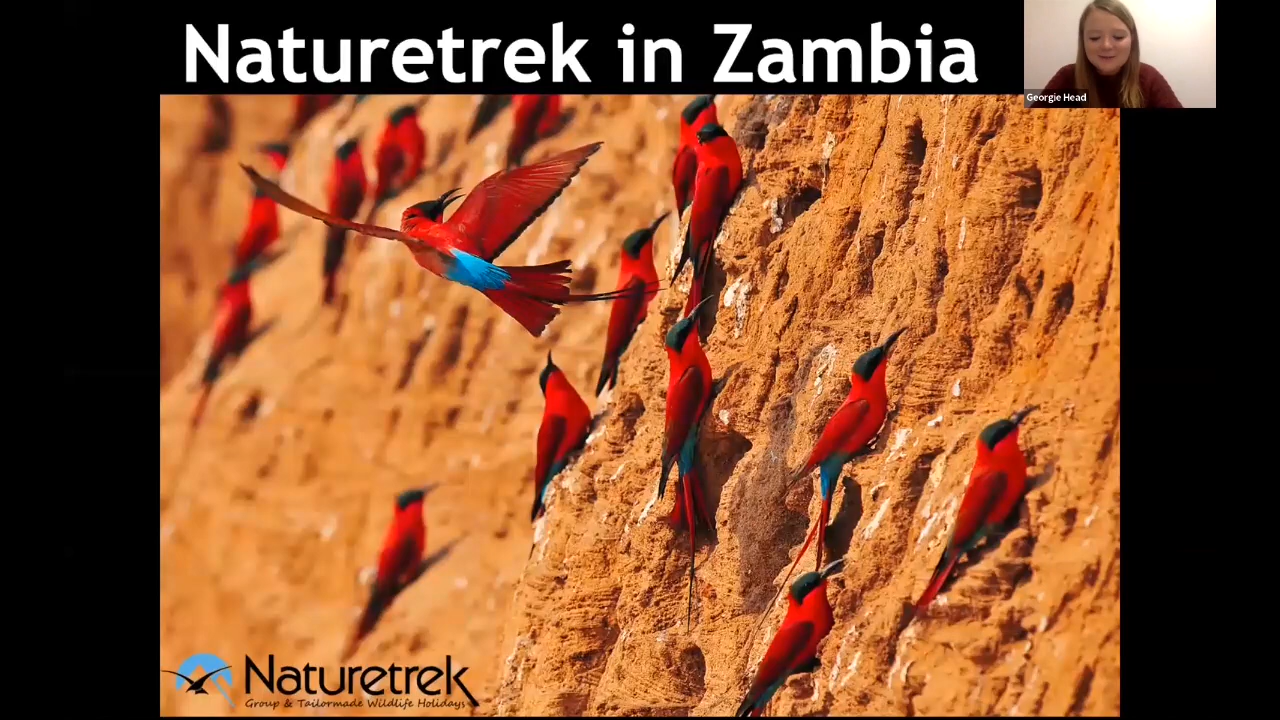 Naturetrek in Zambia
Georgie Head
Naturetrek
Group & Tailormade Wildlife Holidays